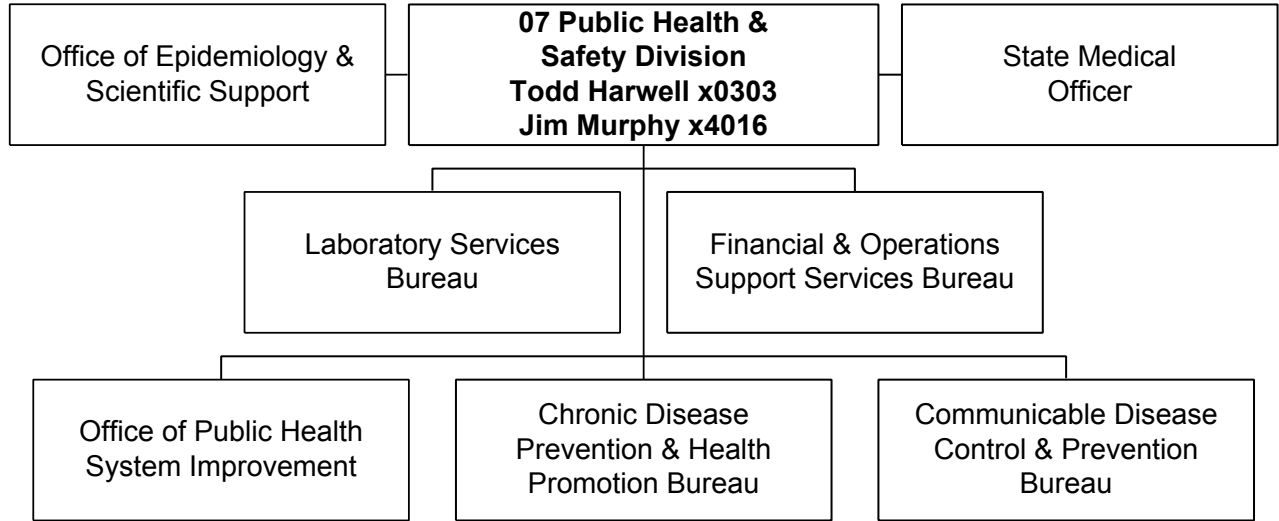 Office of Epidemiology &
Scientific Support
07 Public Health &
Safety Division
Todd Harwell x0303
Jim Murphy x4016
State Medical
Officer
Laboratory Services
Bureau
Financial & Operations
Support Services Bureau
Office of Public Health
System Improvement
Chronic Disease
Prevention & Health
Promotion Bureau
Communicable Disease
Control & Prevention
Bureau